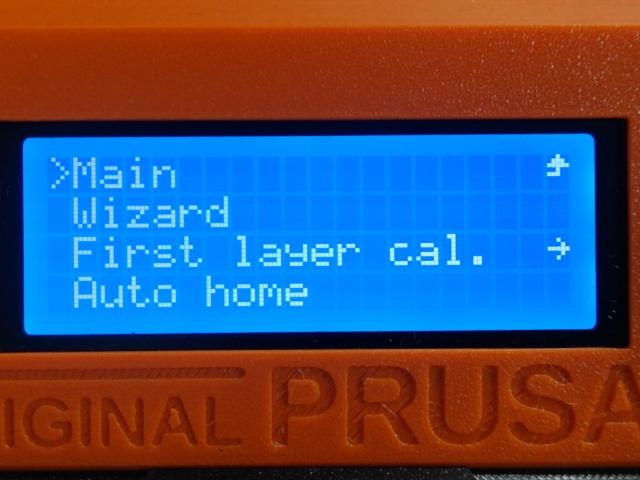 >Main ⮥
Wizard
First layer cal. →
Auto home
IGINAL PRUSA